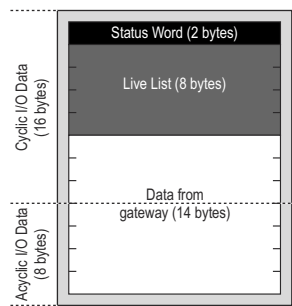 Status Word (2 bytes)
Live List (8 bytes)
Data from
gateway (14 bytes)
Cyclic I/O Data
(16 bytes)
Acyclic I/O Data
(8 bytes)